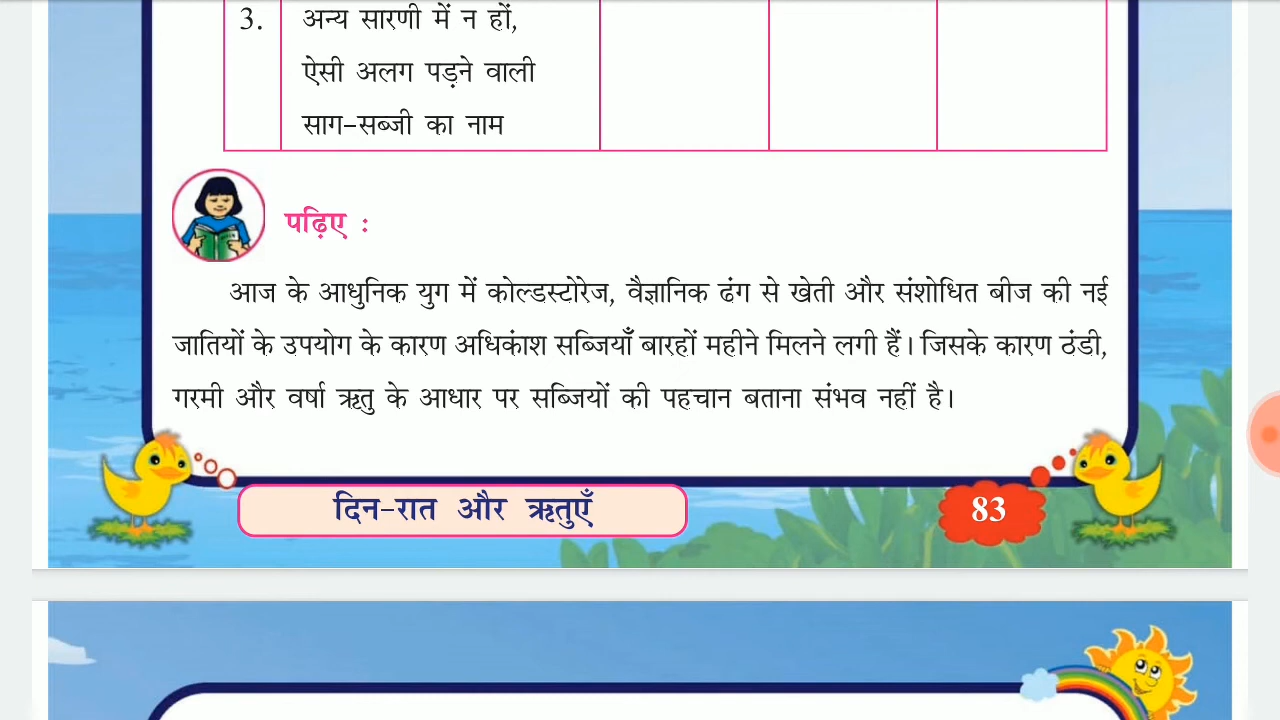 3. अन्य सारणी में न हों,
ऐसी अलग पड़ने वाली
साग-सब्जी का नाम
पढ़िए :
आज के आधुनिक युग में कोल्डस्टोरेज, वैज्ञानिक ढंग से खेती और संशोधित बीज की नई
जातियों के उपयोग के कारण अधिकांश सब्जियाँ बारहों महीने मिलने लगी हैं। जिसके कारण ठंडी,
गरमी और वर्षा ऋतु के आधार पर सब्जियों की पहचान बताना संभव नहीं है।
दिन-रात और ऋतुएँ
83